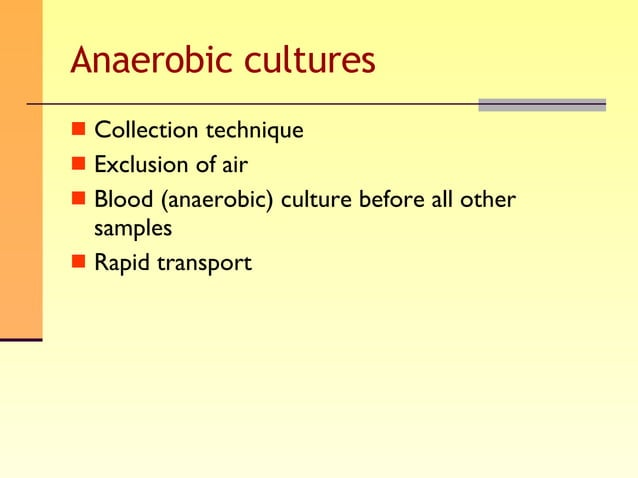 Anaerobic cultures
Collection technique
Exclusion of air
Blood (anaerobic) culture before all other
samples
Rapid transport